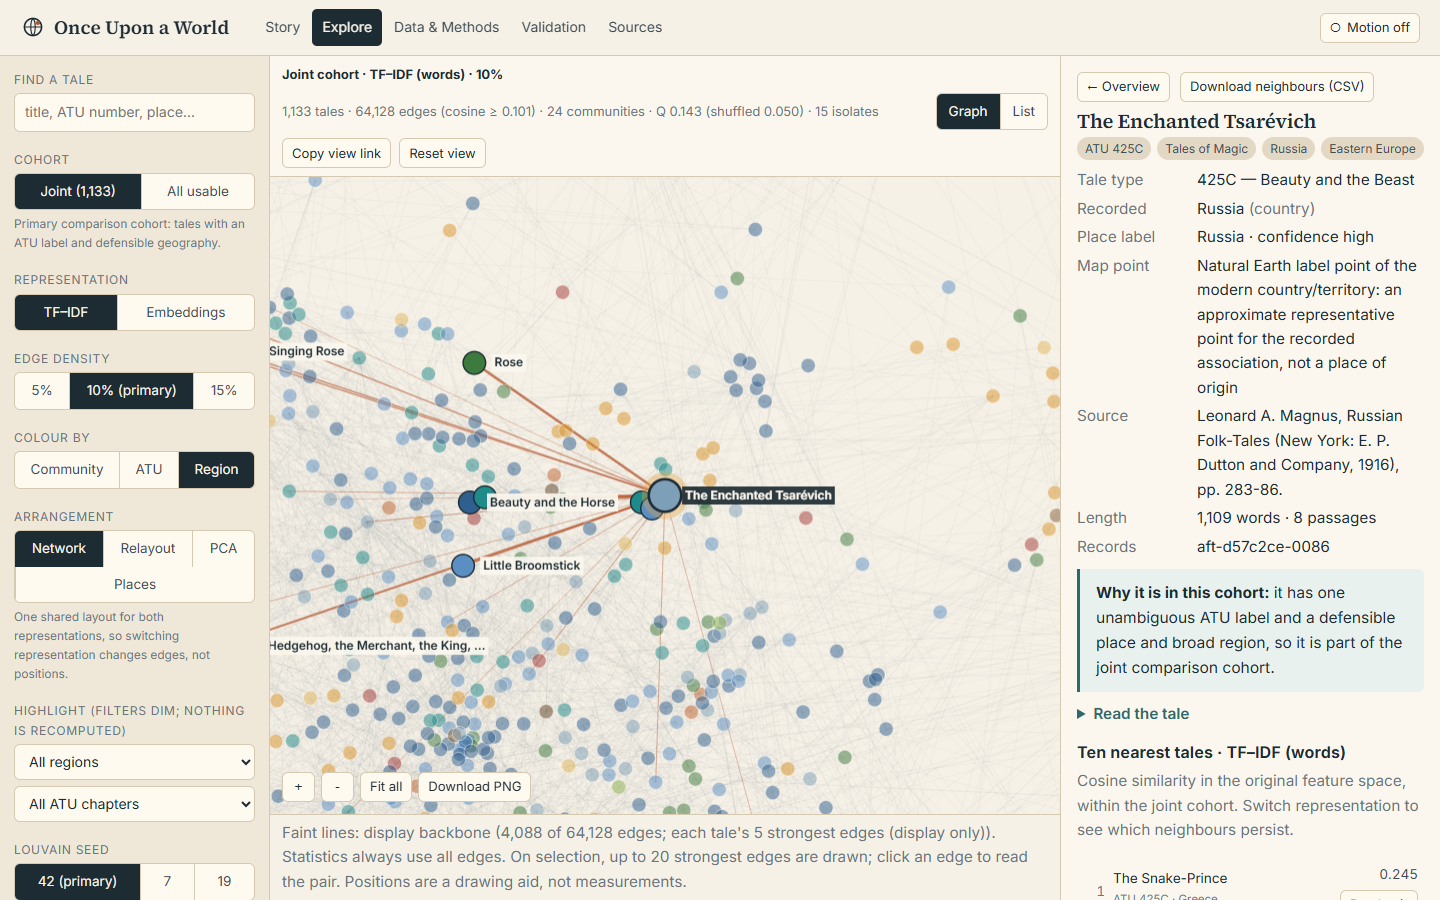 Once Upon a World
Story
Explore
Data & Methods
Validation
Sources
Motion off
FIND A TALE
title, ATU number, place...
COHORT
Joint (1,133)
All usable
Primary comparison cohort: tales with an
ATU label and defensible geography.
REPRESENTATION
TF–IDF
Embeddings
EDGE DENSITY
5%
10% (primary)
15%
COLOUR BY
Community
ATU
Region
ARRANGEMENT
Network
Relayout
PCA
Places
One shared layout for both
representations, so switching
representation changes edges, not
positions.
HIGHLIGHT (FILTERS DIM; NOTHING
IS RECOMPUTED)
All regions
All ATU chapters
LOUVAIN SEED
42 (primary)
7
19
Joint cohort · TF–IDF (words) · 10%
1,133 tales · 64,128 edges (cosine ≥ 0.101) · 24 communities · Q 0.143 (shuffled 0.050) · 15 isolates
Graph
List
Copy view link
Reset view
Singing Rose
Rose
The Enchanted Tsarévich
Beauty and the Horse
Little Broomstick
Hedgehog, the Merchant, the King, ...
+
-
Fit all
Download PNG
Faint lines: display backbone (4,088 of 64,128 edges; each tale's 5 strongest edges (display only)).
Statistics always use all edges. On selection, up to 20 strongest edges are drawn; click an edge to read
the pair. Positions are a drawing aid, not measurements.
← Overview
Download neighbours (CSV)
The Enchanted Tsarévich
ATU 425C
Tales of Magic
Russia
Eastern Europe
Tale type 425C — Beauty and the Beast
Recorded Russia (country)
Place label Russia · confidence high
Map point Natural Earth label point of the
modern country/territory: an
approximate representative
point for the recorded
association, not a place of
origin
Source Leonard A. Magnus, Russian
Folk-Tales (New York: E. P.
Dutton and Company, 1916),
pp. 283-86.
Length 1,109 words · 8 passages
Records aft-d57c2ce-0086
Why it is in this cohort: it has one
unambiguous ATU label and a defensible
place and broad region, so it is part of the
joint comparison cohort.
Read the tale
Ten nearest tales · TF–IDF (words)
Cosine similarity in the original feature space,
within the joint cohort. Switch representation to
see which neighbours persist.
1 The Snake-Prince 0.245
ATU 425C · Greece